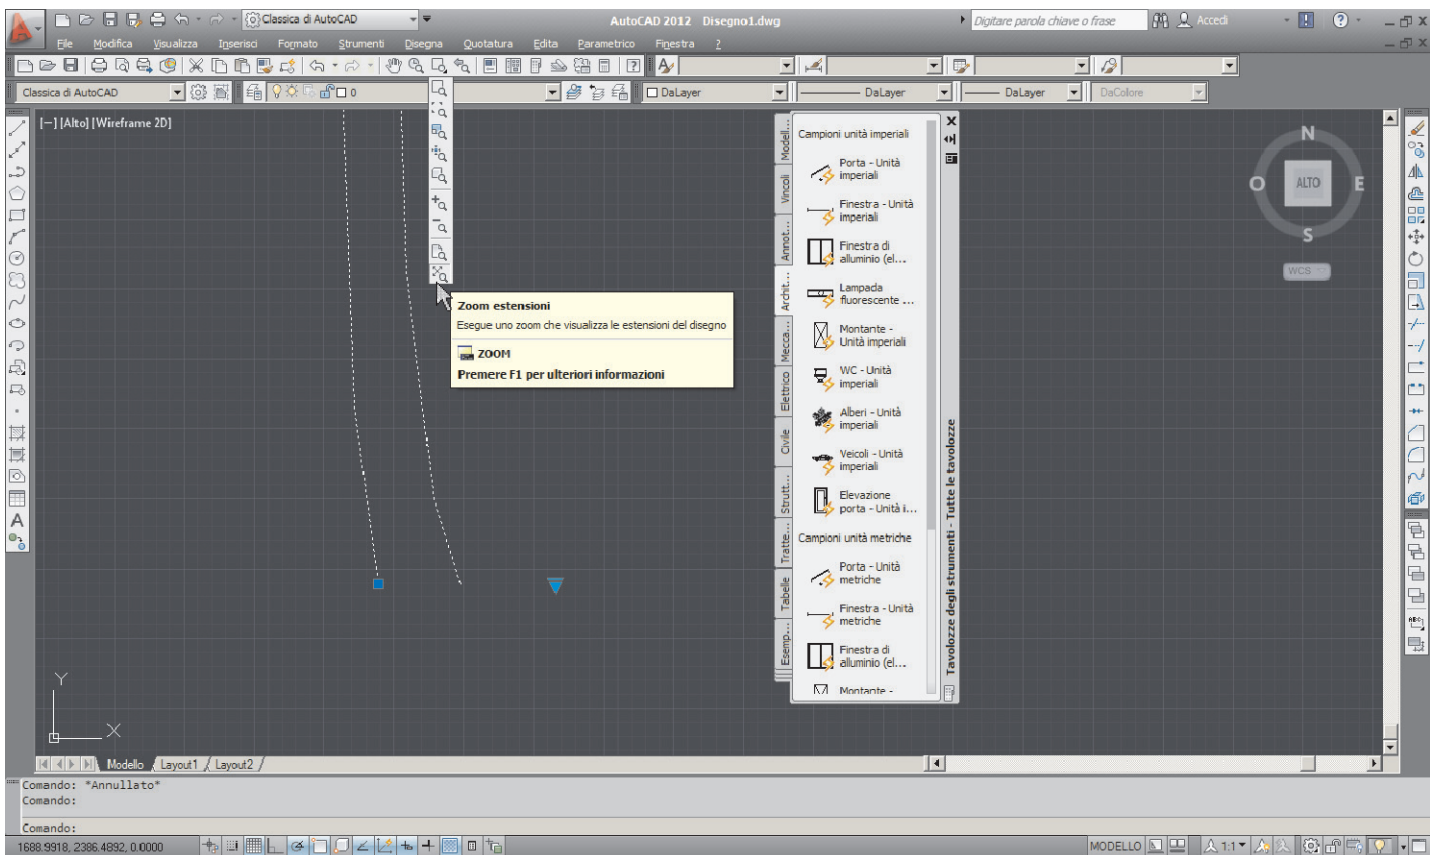 Classica di AutoCAD
AutoCAD 2012 Disegno1.dwg
Digitare parola chiave o frase
Accedi
File Modifica Visualizza Inserisci Formato Strumenti Disegna Quotatura Edita Parametrico Finestra ?
Classica di AutoCAD
0
DaLayer
DaLayer
DaLayer
DaColore
[−] [Alto] [Wireframe 2D]
N
O
ALTO
E
S
WCS
Zoom estensioni
Esegue uno zoom che visualizza le estensioni del disegno
ZOOM
Premere F1 per ulteriori informazioni
Modell...
Vincoli
Annot...
Archit...
Mecca...
Elettrico
Civile
Strutt...
Tratte...
Tabelle
Esemp...
Campioni unità imperiali
Porta - Unità
imperiali
Finestra - Unità
imperiali
Finestra di
alluminio (el...
Lampada
fluorescente ...
Montante -
Unità imperiali
WC - Unità
imperiali
Alberi - Unità
imperiali
Veicoli - Unità
imperiali
Elevazione
porta - Unità i...
Campioni unità metriche
Porta - Unità
metriche
Finestra - Unità
metriche
Finestra di
alluminio (el...
Montante -
Tavolozze degli strumenti - Tutte le tavolozze
A
ABC
Y
X
Modello Layout1 Layout2
Comando: *Annullato*
Comando:
Comando:
1688.9918, 2386.4892, 0.0000
MODELLO
1:1